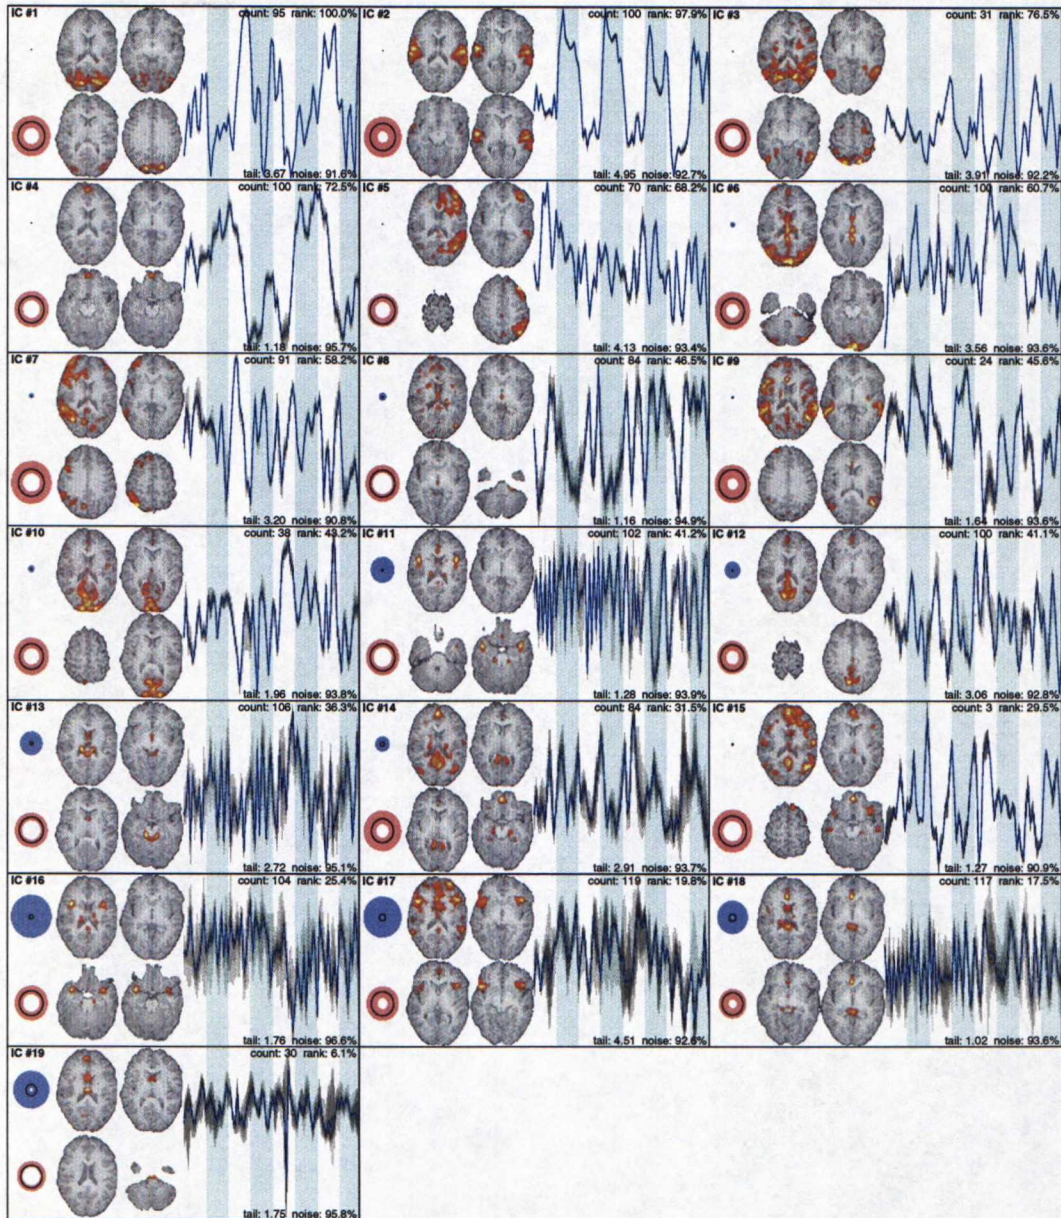 IC #1 count: 95 rank: 100.0%
tail: 3.67 noise: 91.6%
IC #2 count: 100 rank: 97.9%
tail: 4.95 noise: 92.7%
IC #3 count: 31 rank: 76.5%
tail: 3.91 noise: 92.2%
IC #4 count: 100 rank: 72.5%
tail: 1.18 noise: 95.7%
IC #5 count: 70 rank: 68.2%
tail: 4.13 noise: 93.4%
IC #6 count: 100 rank: 60.7%
tail: 3.56 noise: 93.6%
IC #7 count: 91 rank: 58.2%
tail: 3.20 noise: 90.8%
IC #8 count: 84 rank: 46.5%
tail: 1.16 noise: 94.9%
IC #9 count: 24 rank: 45.6%
tail: 1.64 noise: 93.6%
IC #10 count: 38 rank: 43.2%
tail: 1.96 noise: 93.8%
IC #11 count: 102 rank: 41.2%
tail: 1.28 noise: 93.9%
IC #12 count: 100 rank: 41.1%
tail: 3.06 noise: 92.8%
IC #13 count: 106 rank: 36.3%
tail: 2.72 noise: 95.1%
IC #14 count: 84 rank: 31.5%
tail: 2.91 noise: 93.7%
IC #15 count: 3 rank: 29.5%
tail: 1.27 noise: 90.9%
IC #16 count: 104 rank: 25.4%
tail: 1.76 noise: 96.6%
IC #17 count: 119 rank: 19.8%
tail: 4.51 noise: 92.6%
IC #18 count: 117 rank: 17.5%
tail: 1.02 noise: 93.6%
IC #19 count: 30 rank: 6.1%
tail: 1.75 noise: 95.8%